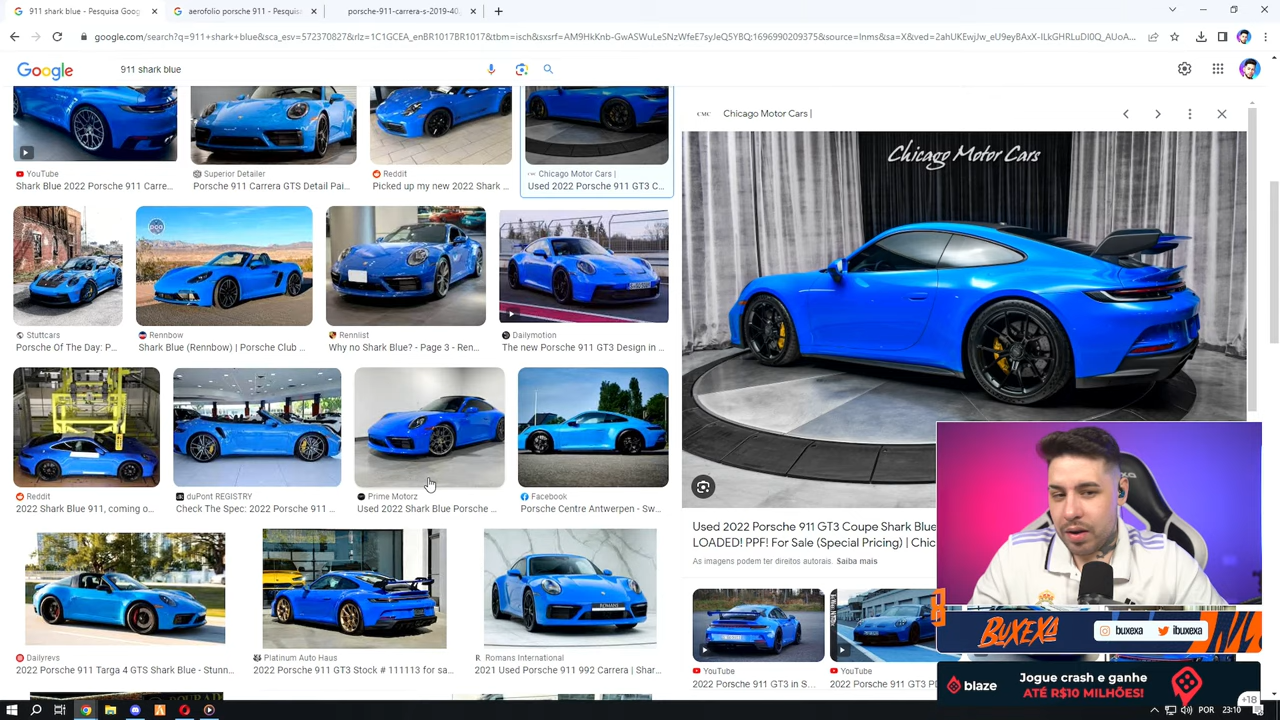 911 shark blue - Pesquisa Goog
aerofolio porsche 911 - Pesquisa
porsche-911-carrera-s-2019-40,
google.com/search?q=911+shark+blue&sca_esv=572370827&rlz=1C1GCEA_enBR1017BR1017&tbm=isch&sxsrf=AM9HkKnb-GwASWuLeSNzWfeE7syJeQ5YBQ:1696990209375&source=lnms&sa=X&ved=2ahUKEwjJw_eU9eyBAxX-ILkGHRLuDI0Q_AUoA...
Google
911 shark blue
YouTube
Shark Blue 2022 Porsche 911 Carre...
Superior Detailer
Porsche 911 Carrera GTS Detail Pai...
Reddit
Picked up my new 2022 Shark ...
Chicago Motor Cars |
Used 2022 Porsche 911 GT3 C...
CMC
Chicago Motor Cars |
Chicago Motor Cars
Stuttcars
Porsche Of The Day: P...
Rennbow
Shark Blue (Rennbow) | Porsche Club ...
Rennlist
Why no Shark Blue? - Page 3 - Ren...
Dailymotion
The new Porsche 911 GT3 Design in ...
Reddit
2022 Shark Blue 911, coming o...
duPont REGISTRY
Check The Spec: 2022 Porsche 911 ...
Prime Motorz
Used 2022 Shark Blue Porsche ...
Facebook
Porsche Centre Antwerpen - Sw...
Used 2022 Porsche 911 GT3 Coupe Shark Blue
LOADED! PPF! For Sale (Special Pricing) | Chic
As imagens podem ter direitos autorais. Saiba mais
ROMANS
Dailyrevs
2022 Porsche 911 Targa 4 GTS Shark Blue - Stunn...
Platinum Auto Haus
2022 Porsche 911 GT3 Stock # 111113 for sa...
Romans International
2021 Used Porsche 911 992 Carrera | Shar...
YouTube
2022 Porsche 911 GT3 in S...
YouTube
2022 Porsche 911 GT3 P
BUXEXA
buxexa
ibuxexa
blaze
Jogue crash e ganhe
ATÉ R$10 MILHÕES!
+18
POR
23:10